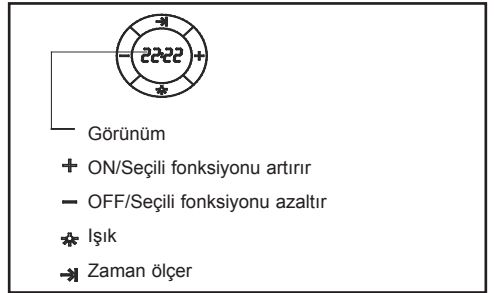 22:22
Görünüm
+ ON/Seçili fonksiyonu artırır
− OFF/Seçili fonksiyonu azaltır
Işık
Zaman ölçer